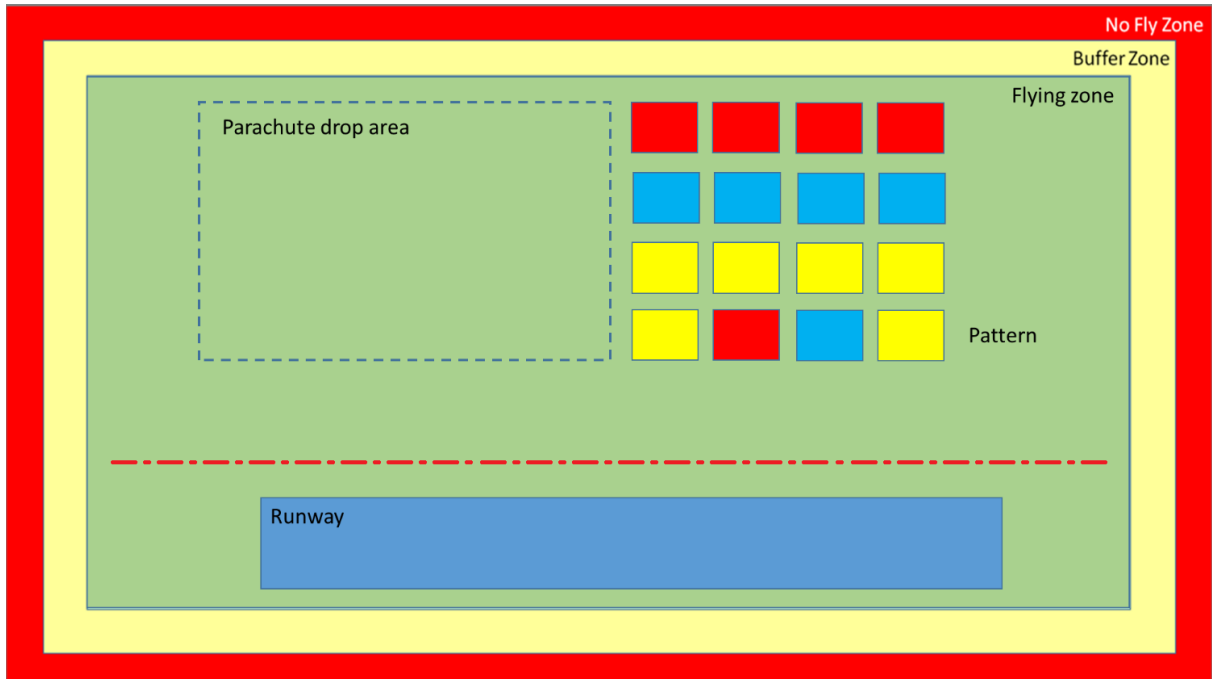 No Fly Zone
Buffer Zone
Flying zone
Parachute drop area
Pattern
Runway